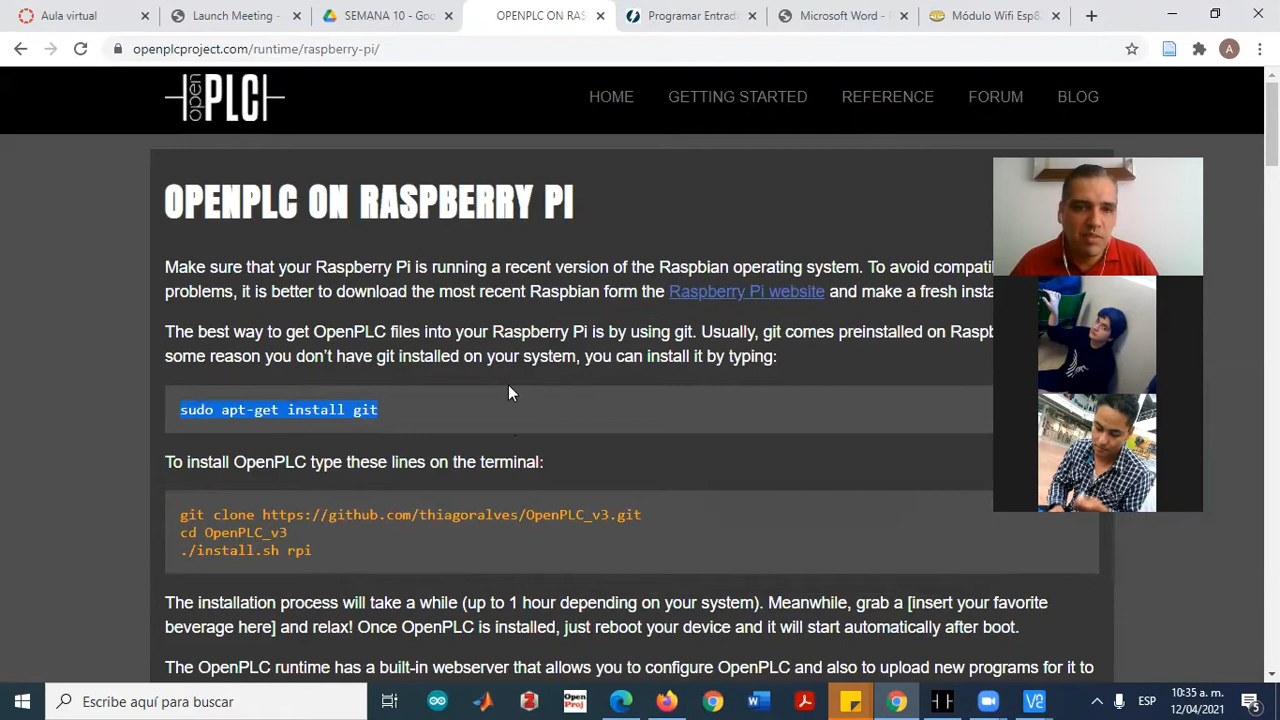 Aula virtual
Launch Meeting -
SEMANA 10 - Goo
OPENPLC ON RAS
Programar Entrad
Microsoft Word -
Módulo Wifi Esp8
openplcproject.com/runtime/raspberry-pi/
A
open PLC
HOME
GETTING STARTED
REFERENCE
FORUM
BLOG
OPENPLC ON RASPBERRY PI
Make sure that your Raspberry Pi is running a recent version of the Raspbian operating system. To avoid compati
problems, it is better to download the most recent Raspbian form the Raspberry Pi website and make a fresh insta
The best way to get OpenPLC files into your Raspberry Pi is by using git. Usually, git comes preinstalled on Raspb
some reason you don't have git installed on your system, you can install it by typing:
sudo apt-get install git
To install OpenPLC type these lines on the terminal:
git clone https://github.com/thiagoralves/OpenPLC_v3.git
cd OpenPLC_v3
./install.sh rpi
The installation process will take a while (up to 1 hour depending on your system). Meanwhile, grab a [insert your favorite
beverage here] and relax! Once OpenPLC is installed, just reboot your device and it will start automatically after boot.
The OpenPLC runtime has a built-in webserver that allows you to configure OpenPLC and also to upload new programs for it to
Escribe aquí para buscar
Open Proj
ESP
10:35 a. m.
12/04/2021
5